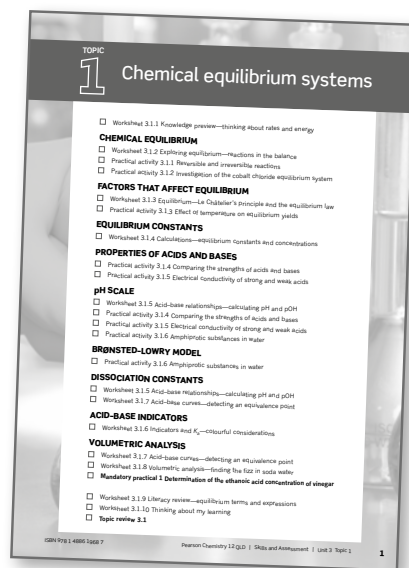 TOPIC
1 Chemical equilibrium systems
Worksheet 3.1.1 Knowledge preview—thinking about rates and energy
CHEMICAL EQUILIBRIUM
Worksheet 3.1.2 Exploring equilibrium—reactions in the balance
Practical activity 3.1.1 Reversible and irreversible reactions
Practical activity 3.1.2 Investigation of the cobalt chloride equilibrium system
FACTORS THAT AFFECT EQUILIBRIUM
Worksheet 3.1.3 Equilibrium—Le Châtelier's principle and the equilibrium law
Practical activity 3.1.3 Effect of temperature on equilibrium yields
EQUILIBRIUM CONSTANTS
Worksheet 3.1.4 Calculations—equilibrium constants and concentrations
PROPERTIES OF ACIDS AND BASES
Practical activity 3.1.4 Comparing the strengths of acids and bases
Practical activity 3.1.5 Electrical conductivity of strong and weak acids
pH SCALE
Worksheet 3.1.5 Acid–base relationships—calculating pH and pOH
Practical activity 3.1.4 Comparing the strengths of acids and bases
Practical activity 3.1.5 Electrical conductivity of strong and weak acids
Practical activity 3.1.6 Amphiprotic substances in water
BRØNSTED-LOWRY MODEL
Practical activity 3.1.6 Amphiprotic substances in water
DISSOCIATION CONSTANTS
Worksheet 3.1.5 Acid–base relationships—calculating pH and pOH
Worksheet 3.1.7 Acid–base curves—detecting an equivalence point
ACID-BASE INDICATORS
Worksheet 3.1.6 Indicators and Ka—colourful considerations
VOLUMETRIC ANALYSIS
Worksheet 3.1.7 Acid–base curves—detecting an equivalence point
Worksheet 3.1.8 Volumetric analysis—finding the fizz in soda water
Mandatory practical 1 Determination of the ethanoic acid concentration of vinegar
Worksheet 3.1.9 Literacy review—equilibrium terms and expressions
Worksheet 3.1.10 Thinking about my learning
Topic review 3.1
Pearson Chemistry 12 QLD | Skills and Assessment | Unit 3 Topic 1
1